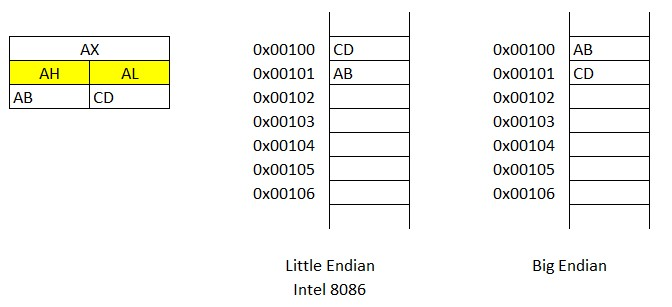 AX
AH AL
AB CD
0x00100 CD
0x00101 AB
0x00102
0x00103
0x00104
0x00105
0x00106
Little Endian
Intel 8086
0x00100 AB
0x00101 CD
0x00102
0x00103
0x00104
0x00105
0x00106
Big Endian